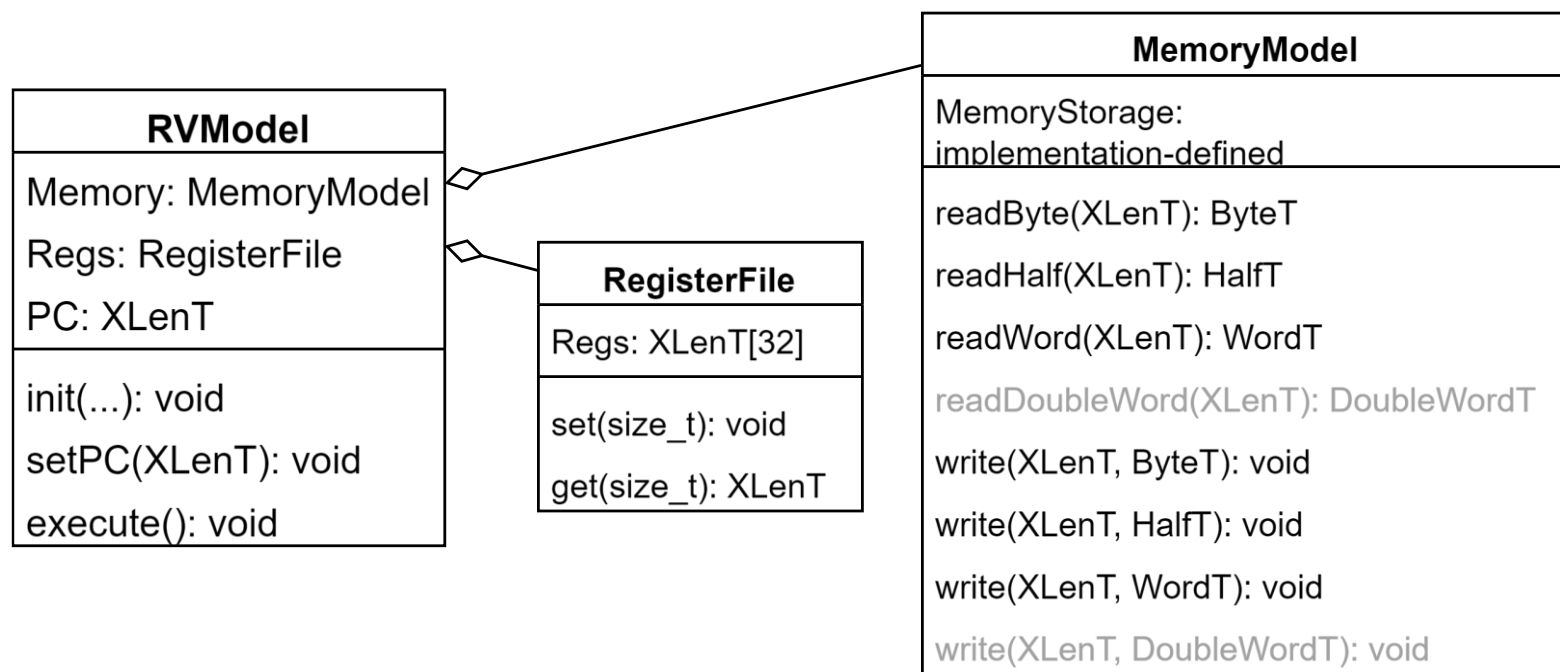 RVModel
Memory: MemoryModel
Regs: RegisterFile
PC: XLenT
init(...): void
setPC(XLenT): void
execute(): void
RegisterFile
Regs: XLenT[32]
set(size_t): void
get(size_t): XLenT
MemoryModel
MemoryStorage:
implementation-defined
readByte(XLenT): ByteT
readHalf(XLenT): HalfT
readWord(XLenT): WordT
readDoubleWord(XLenT): DoubleWordT
write(XLenT, ByteT): void
write(XLenT, HalfT): void
write(XLenT, WordT): void
write(XLenT, DoubleWordT): void